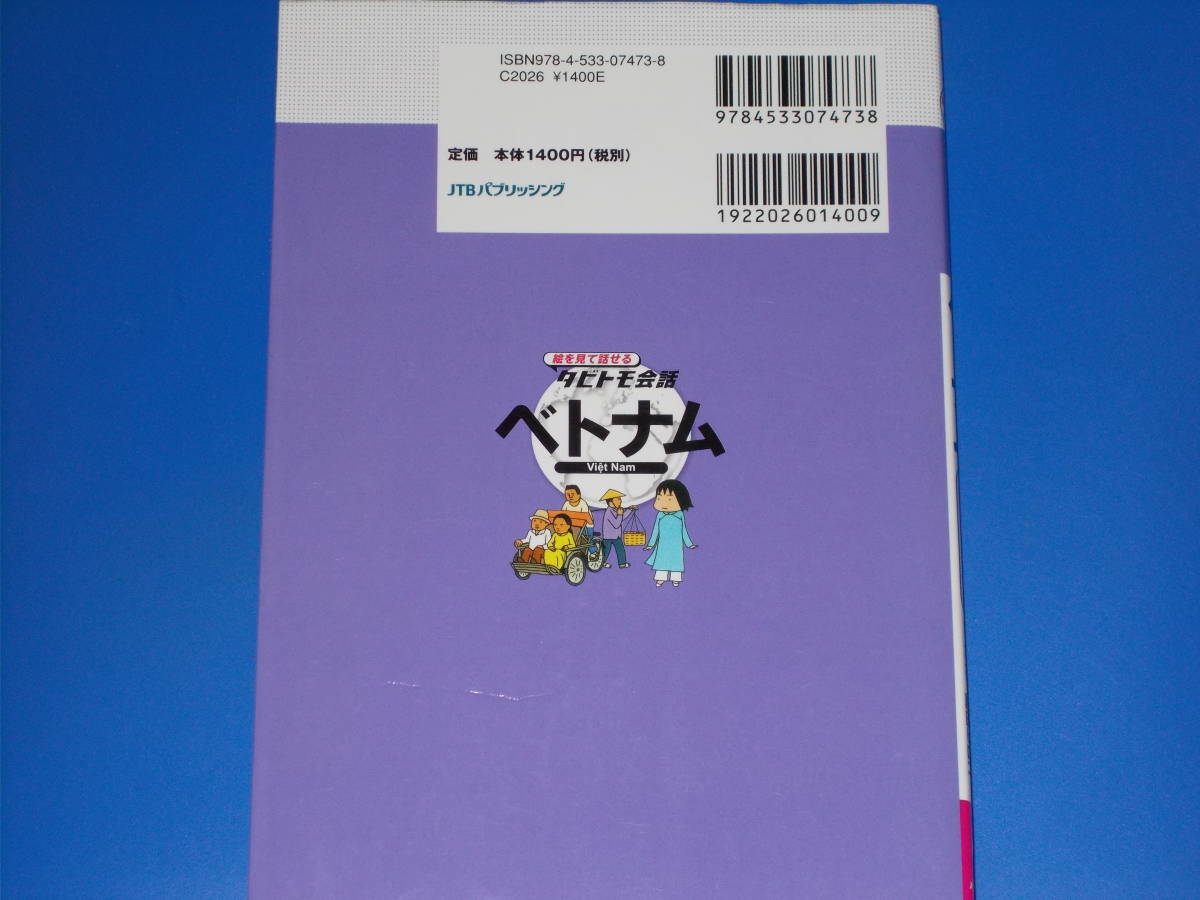 ISBN978-4-533-07473-8
C2026 ¥1400E
9784533074738
定価 本体1400円(税別)
JTBパブリッシング
1922026014009
絵を見て話せる
タビトモ会話
ベトナム
Việt Nam